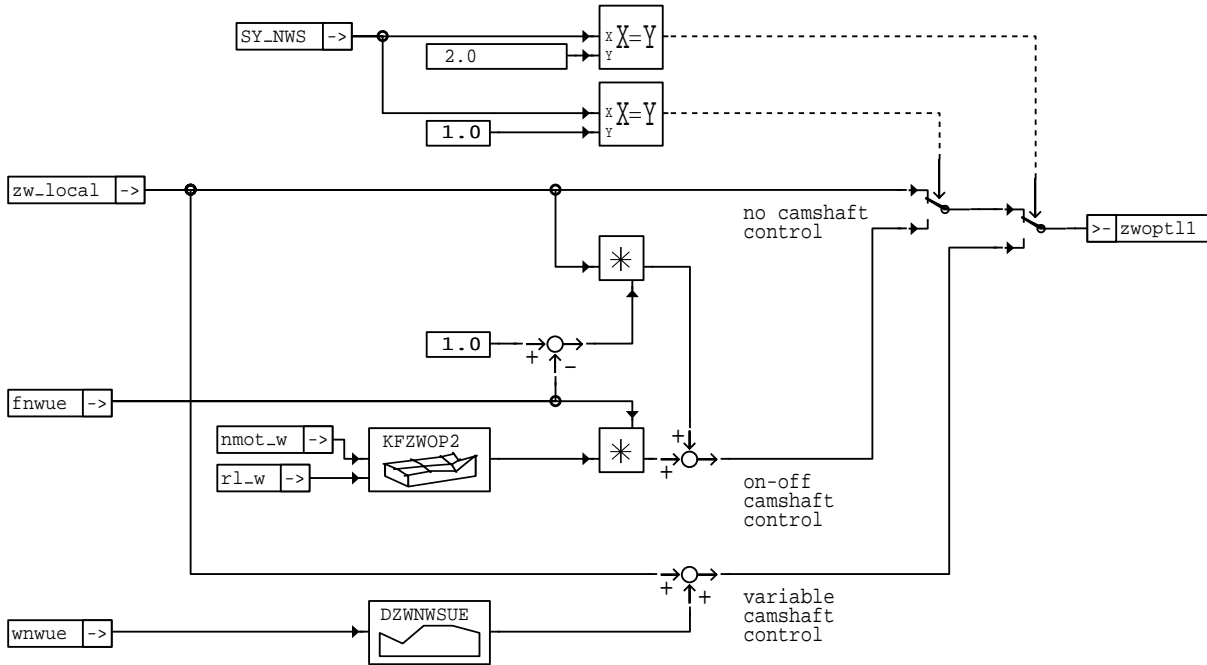 SY_NWS ->
X X=Y
2.0
Y
X X=Y
1.0
Y
zw_local ->
no camshaft
control
>- zwoptl1
*
1.0
+
-
fnwue ->
nmot_w ->
KFZWOP2
*
+
rl_w ->
+
on-off
camshaft
control
+
+
variable
camshaft
control
DZWNWSUE
wnwue ->